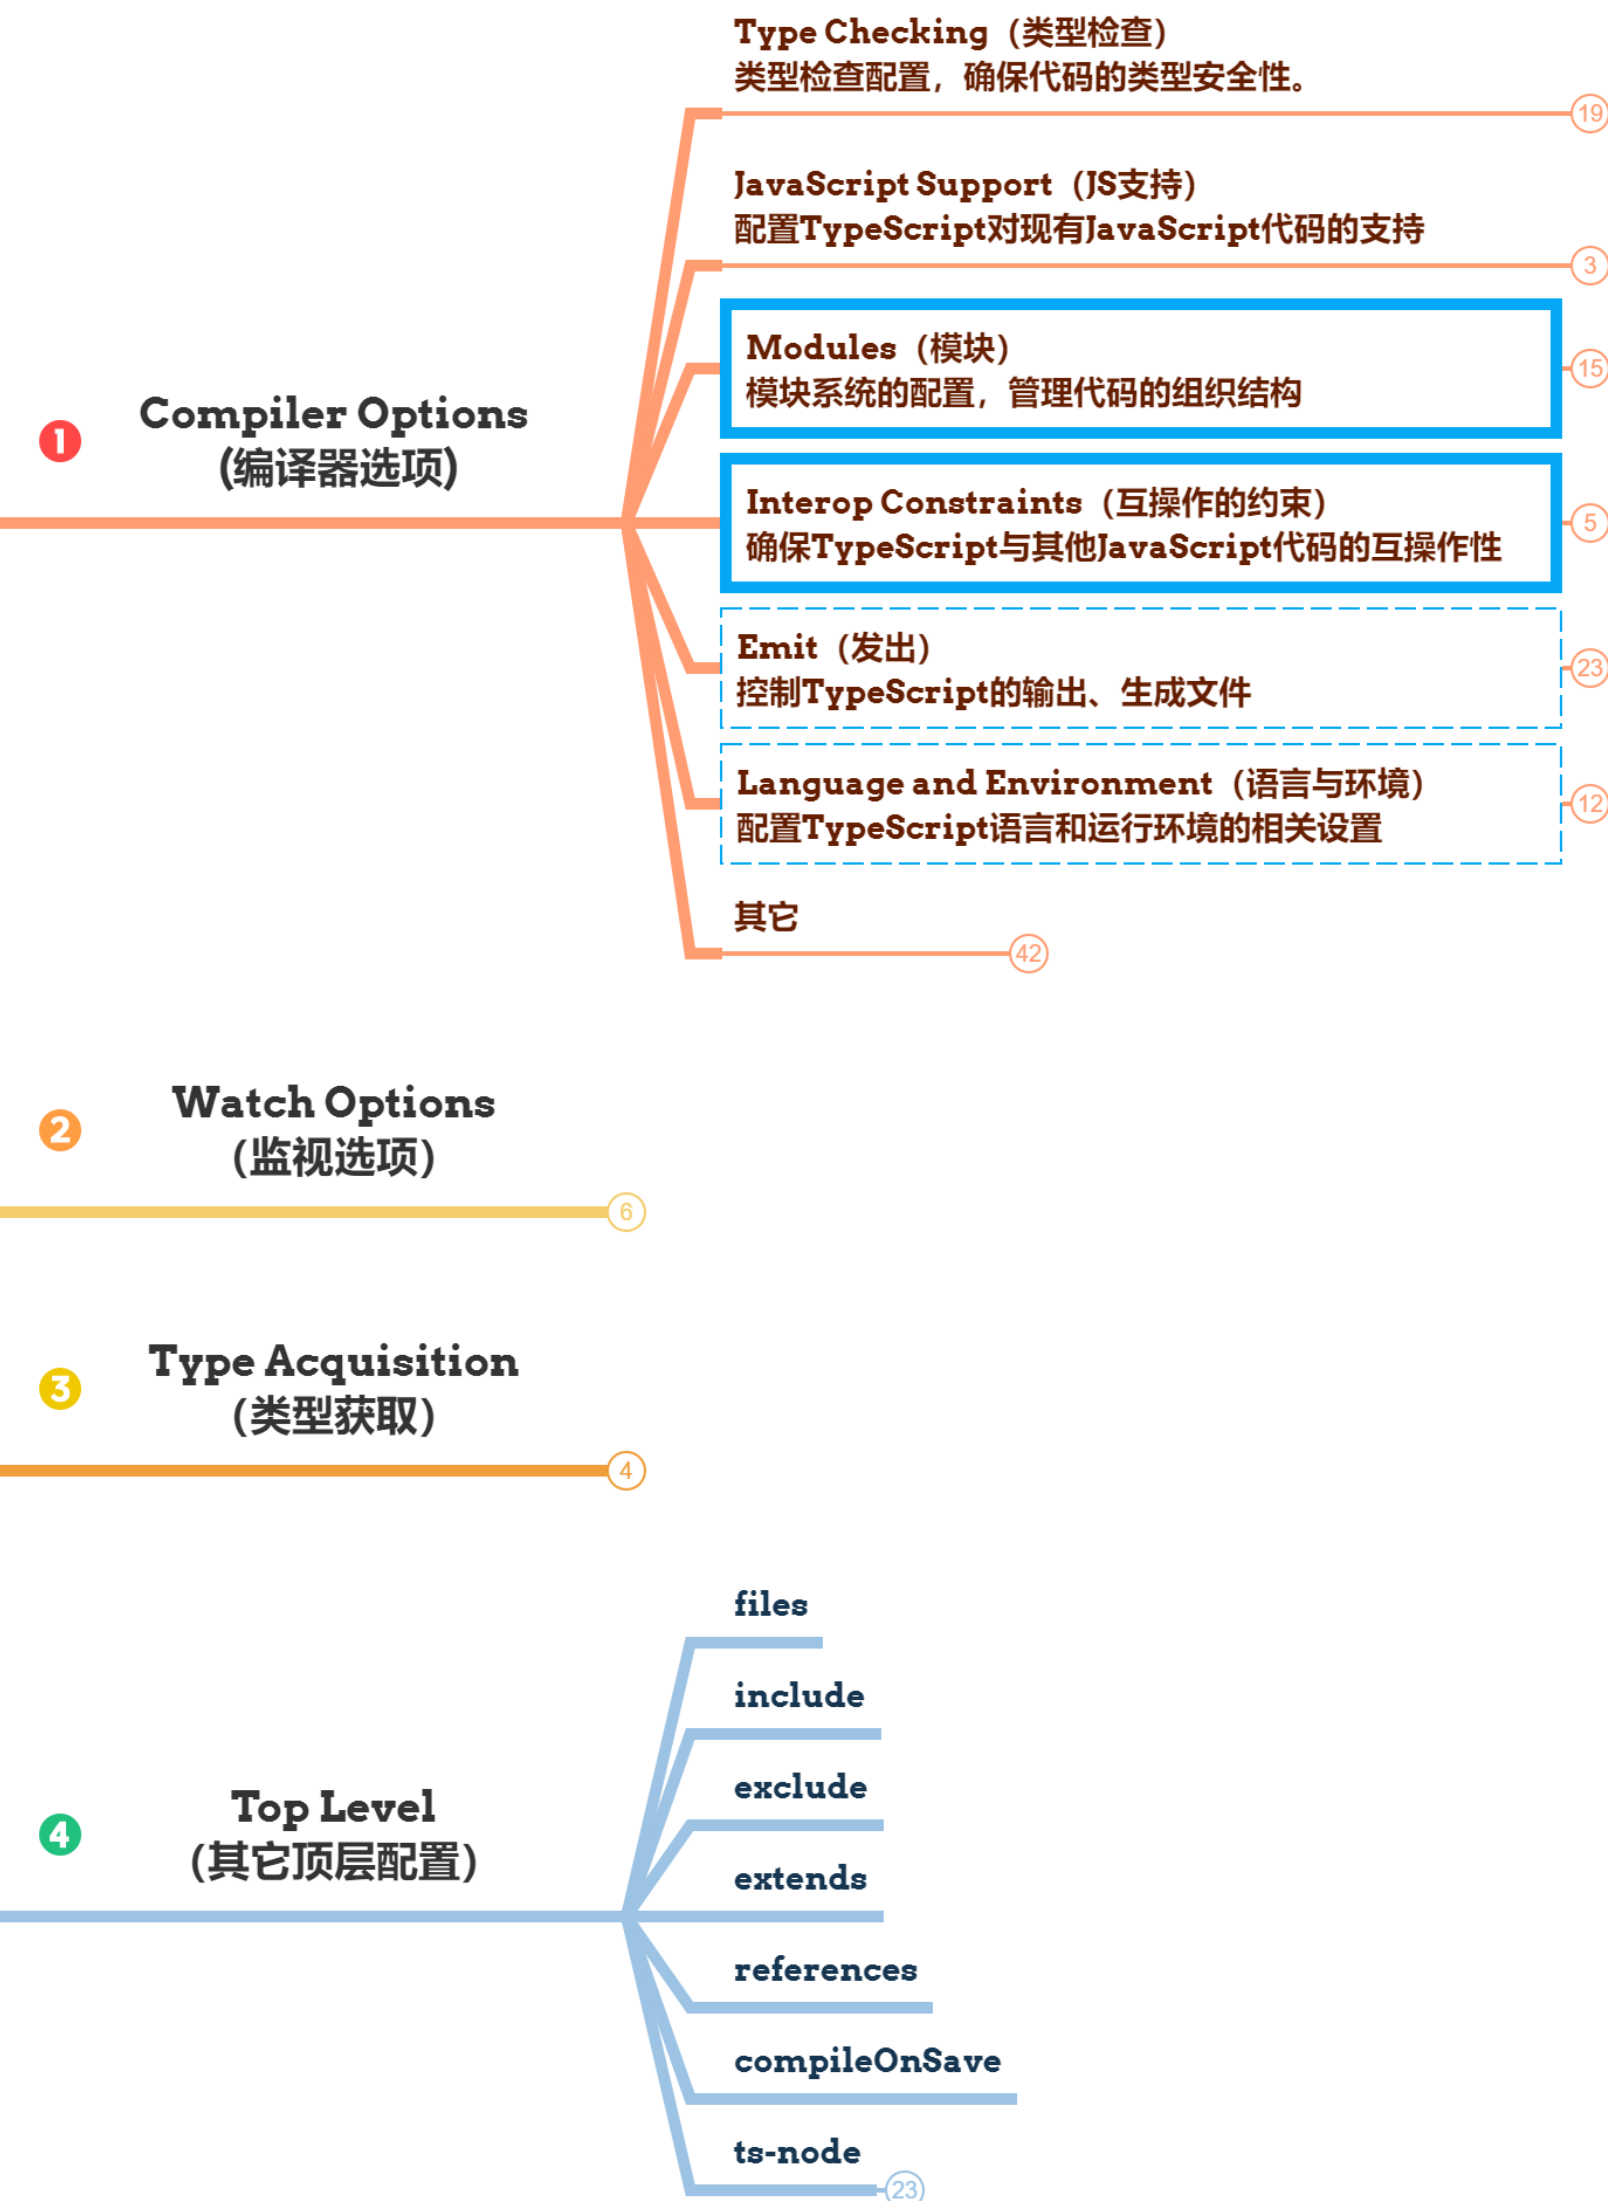 Type Checking（类型检查）
类型检查配置，确保代码的类型安全性。
19
JavaScript Support（JS支持）
配置TypeScript对现有JavaScript代码的支持
3
Modules（模块）
模块系统的配置，管理代码的组织结构
15
1
Compiler Options
(编译器选项)
Interop Constraints（互操作的约束）
确保TypeScript与其他JavaScript代码的互操作性
5
Emit（发出）
控制TypeScript的输出、生成文件
23
Language and Environment（语言与环境）
配置TypeScript语言和运行环境的相关设置
12
其它
42
2
Watch Options
（监视选项）
6
3
Type Acquisition
（类型获取）
4
files
include
exclude
4
Top Level
（其它顶层配置）
extends
references
compileOnSave
ts-node
23